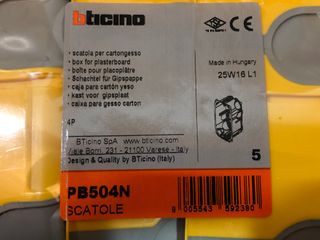 bticino
• scatola per cartongesso
• box for plasterboard
• boîte pour placoplâtre
• Schachtel für Gipspappe
• caja para cartón yeso
• kast voor gipsplaat
• caixa para gesso carton
4P
Made in Hungary
25W16 L1
BTicino SpA www.bticino.com
Viale Borri, 231 - 21100 Varese - Italy
Design & Quality by BTicino (Italy)
5
PB504N
SCATOLE
9 005543 592380